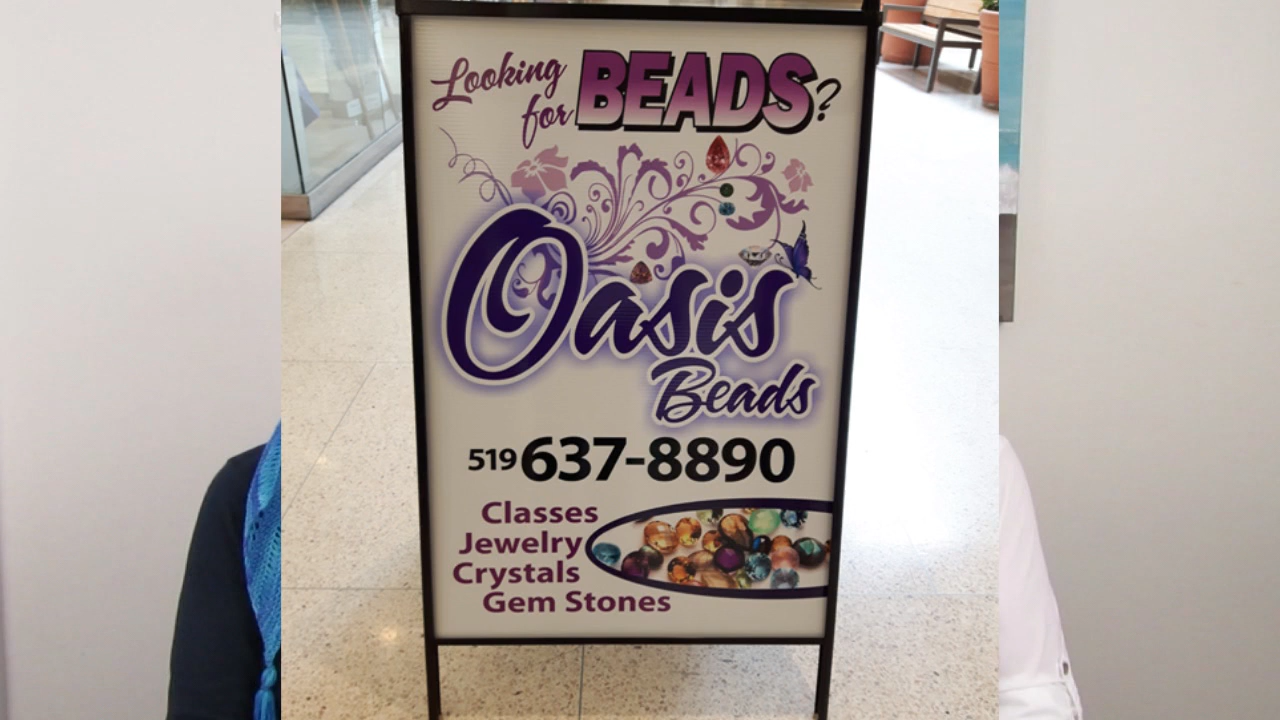 Looking
for BEADS?
Oasis
Beads
519 637-8890
Classes
Jewelry
Crystals
Gem Stones